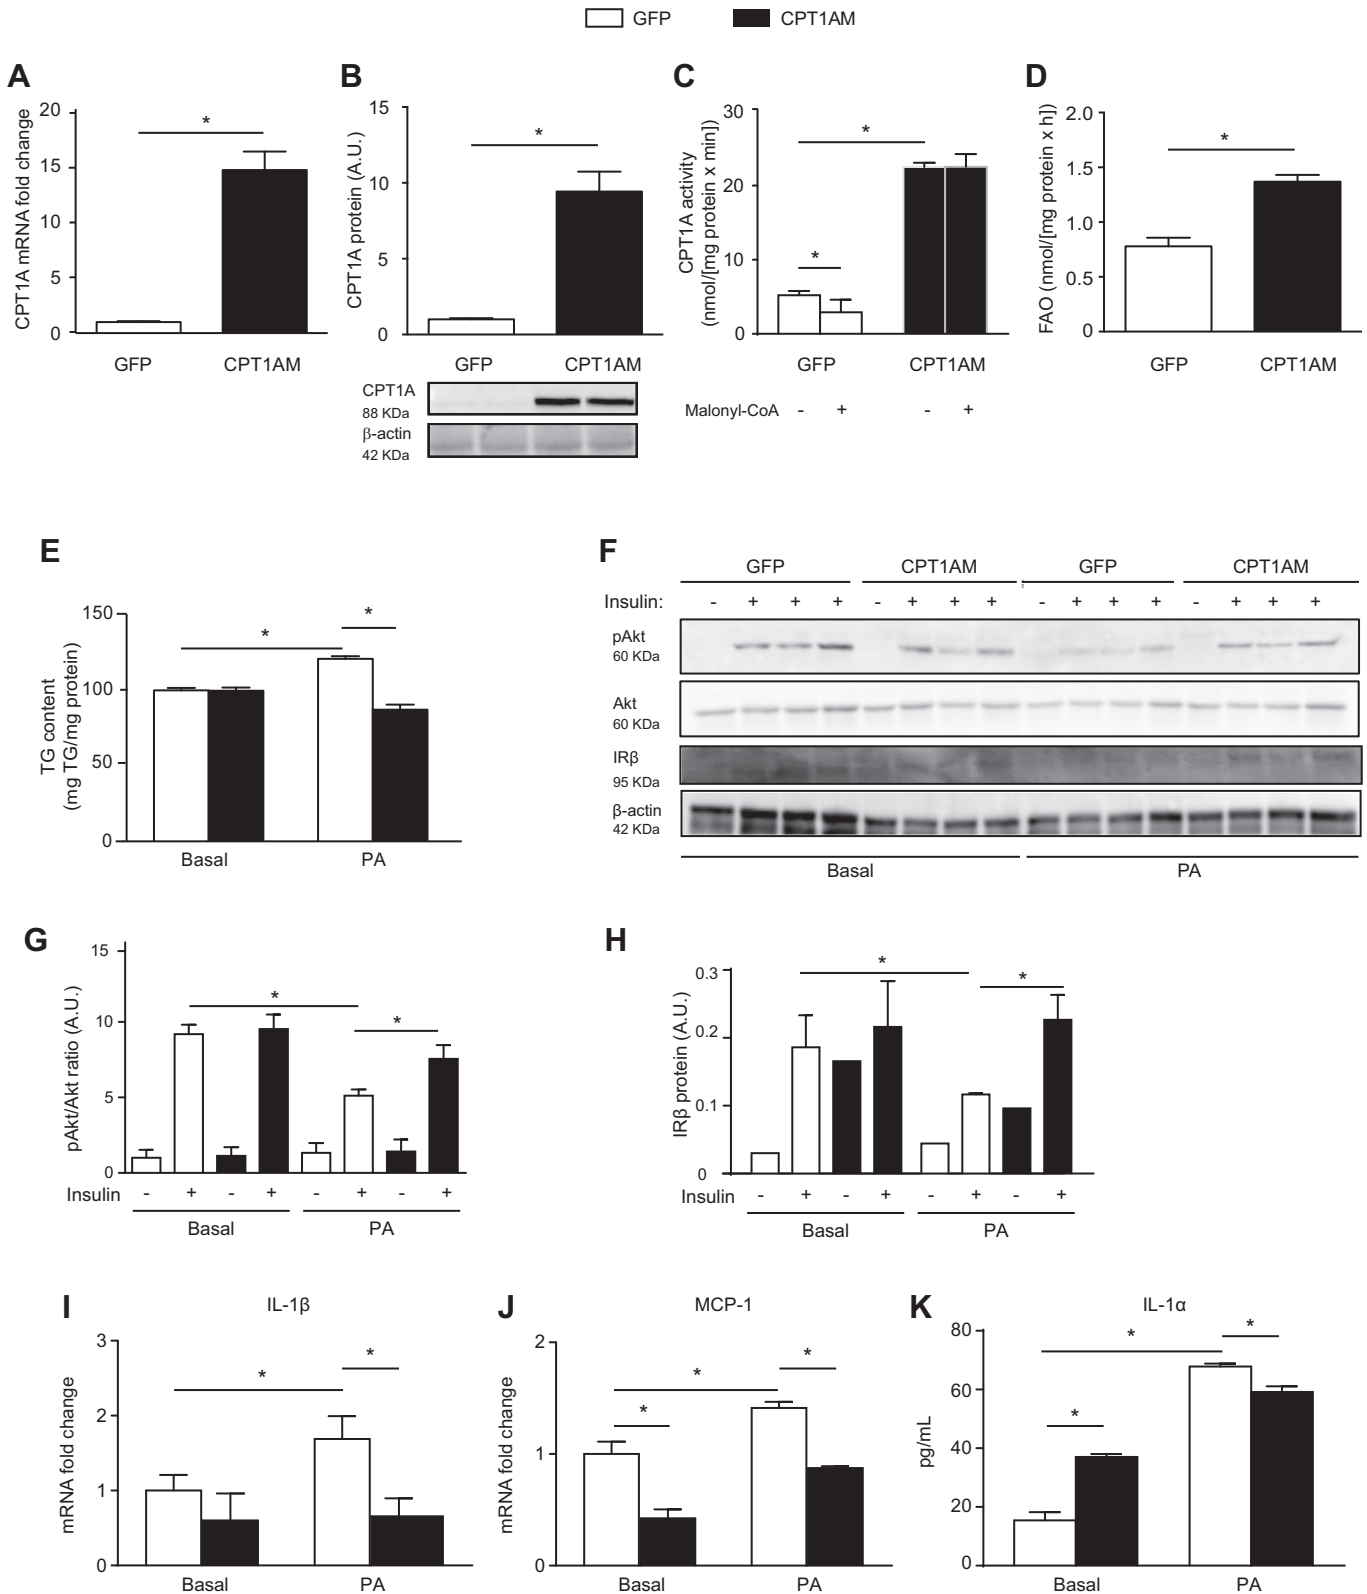 GFP CPT1AM
A
CPT1A mRNA fold change
20
15
10
5
0
*
GFP CPT1AM
B
CPT1A protein (A.U.)
15
10
5
0
*
GFP CPT1AM
CPT1A
88 KDa
β-actin
42 KDa
C
CPT1A activity
(nmol/[mg protein x min])
30
20
10
0
*
*
GFP CPT1AM
Malonyl-CoA - + - +
D
FAO (nmol/[mg protein x h])
2.0
1.5
1.0
0.5
0
*
GFP CPT1AM
E
TG content
(mg TG/mg protein)
150
100
50
0
*
*
Basal PA
F
GFP CPT1AM GFP CPT1AM
Insulin: - + + + - + + + - + + + - + + +
pAkt
60 KDa
Akt
60 KDa
IRβ
95 KDa
β-actin
42 KDa
Basal PA
G
pAkt/Akt ratio (A.U.)
15
10
5
0
*
*
Insulin - + - + - + - +
Basal PA
H
IRβ protein (A.U.)
0.3
0.2
0.1
0
*
*
Insulin - + - + - + - +
Basal PA
I
IL-1β
mRNA fold change
3
2
1
0
*
*
Basal PA
J
MCP-1
mRNA fold change
2
1
0
*
*
*
Basal PA
K
IL-1α
pg/mL
80
60
40
20
0
*
*
*
Basal PA